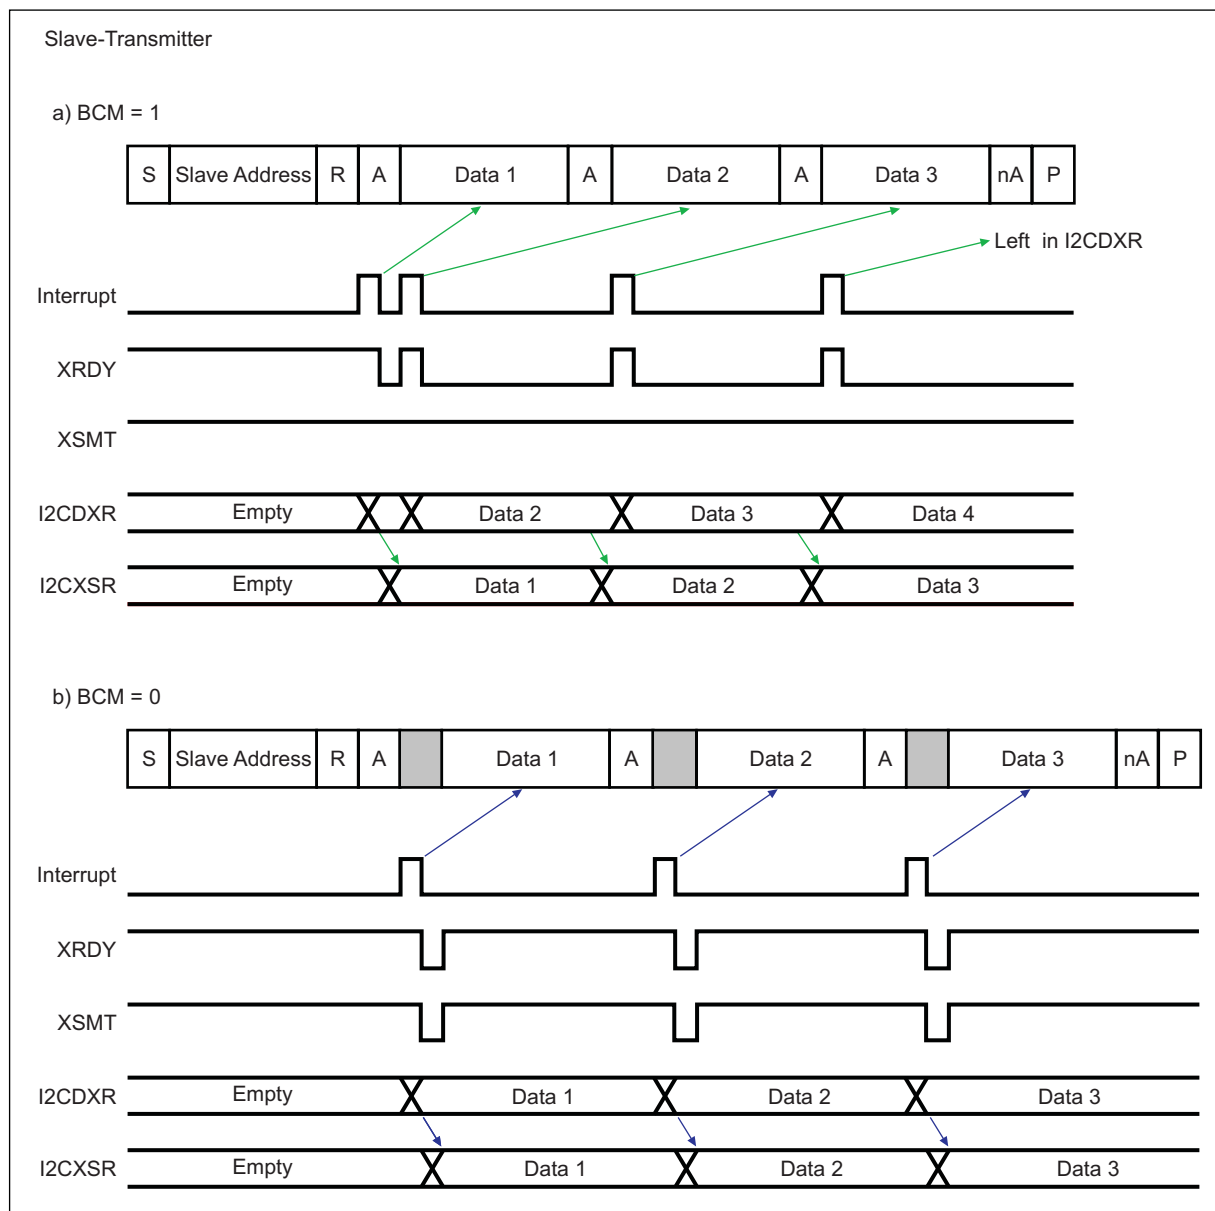 Slave-Transmitter
a) BCM = 1
S Slave Address R A Data 1 A Data 2 A Data 3 nA P
Left in I2CDXR
Interrupt
XRDY
XSMT
I2CDXR Empty Data 2 Data 3 Data 4
I2CXSR Empty Data 1 Data 2 Data 3
b) BCM = 0
S Slave Address R A Data 1 A Data 2 A Data 3 nA P
Interrupt
XRDY
XSMT
I2CDXR Empty Data 1 Data 2 Data 3
I2CXSR Empty Data 1 Data 2 Data 3